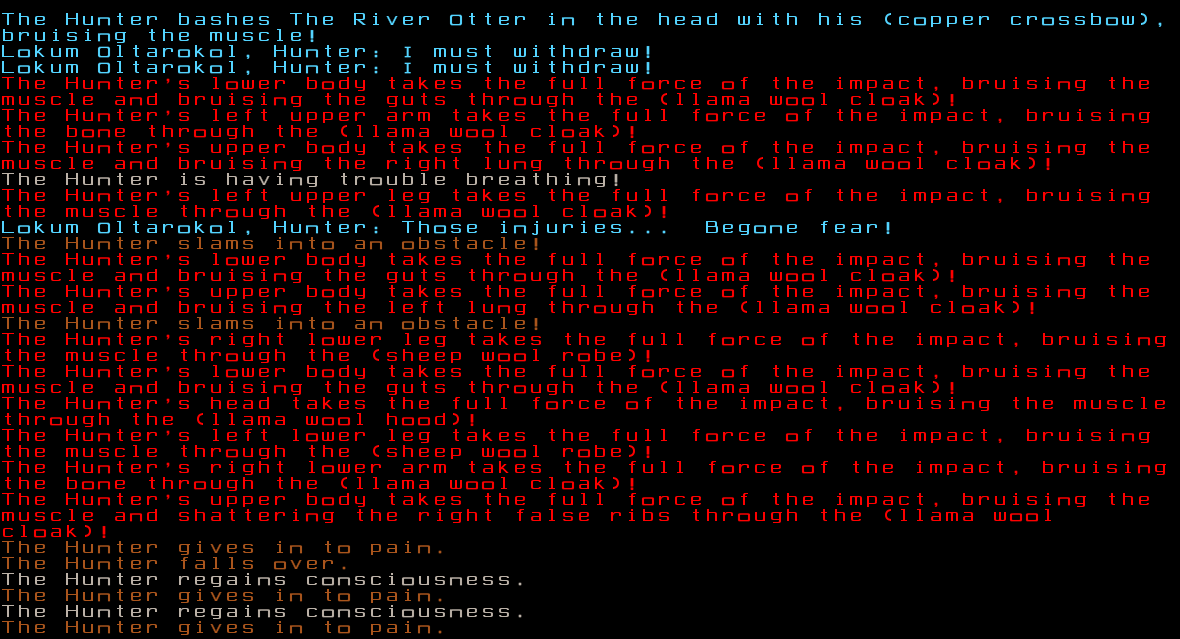 The Hunter bashes The River Otter in the head with his (copper crossbow),
bruising the muscle!
Lokum Oltarokol, Hunter: I must withdraw!
Lokum Oltarokol, Hunter: I must withdraw!
The Hunter's lower body takes the full force of the impact, bruising the
muscle and bruising the guts through the (llama wool cloak)!
The Hunter's left upper arm takes the full force of the impact, bruising
the bone through the (llama wool cloak)!
The Hunter's upper body takes the full force of the impact, bruising the
muscle and bruising the right lung through the (llama wool cloak)!
The Hunter is having trouble breathing!
The Hunter's left upper leg takes the full force of the impact, bruising
the muscle through the (llama wool cloak)!
Lokum Oltarokol, Hunter: Those injuries...  Begone fear!
The Hunter slams into an obstacle!
The Hunter's lower body takes the full force of the impact, bruising the
muscle and bruising the guts through the (llama wool cloak)!
The Hunter's upper body takes the full force of the impact, bruising the
muscle and bruising the left lung through the (llama wool cloak)!
The Hunter slams into an obstacle!
The Hunter's right lower leg takes the full force of the impact, bruising
the muscle through the (sheep wool robe)!
The Hunter's lower body takes the full force of the impact, bruising the
muscle and bruising the guts through the (llama wool cloak)!
The Hunter's head takes the full force of the impact, bruising the muscle
through the (llama wool hood)!
The Hunter's left lower leg takes the full force of the impact, bruising
the muscle through the (sheep wool robe)!
The Hunter's right lower arm takes the full force of the impact, bruising
the bone through the (llama wool cloak)!
The Hunter's upper body takes the full force of the impact, bruising the
muscle and shattering the right false ribs through the (llama wool
cloak)!
The Hunter gives in to pain.
The Hunter falls over.
The Hunter regains consciousness.
The Hunter gives in to pain.
The Hunter regains consciousness.
The Hunter gives in to pain.